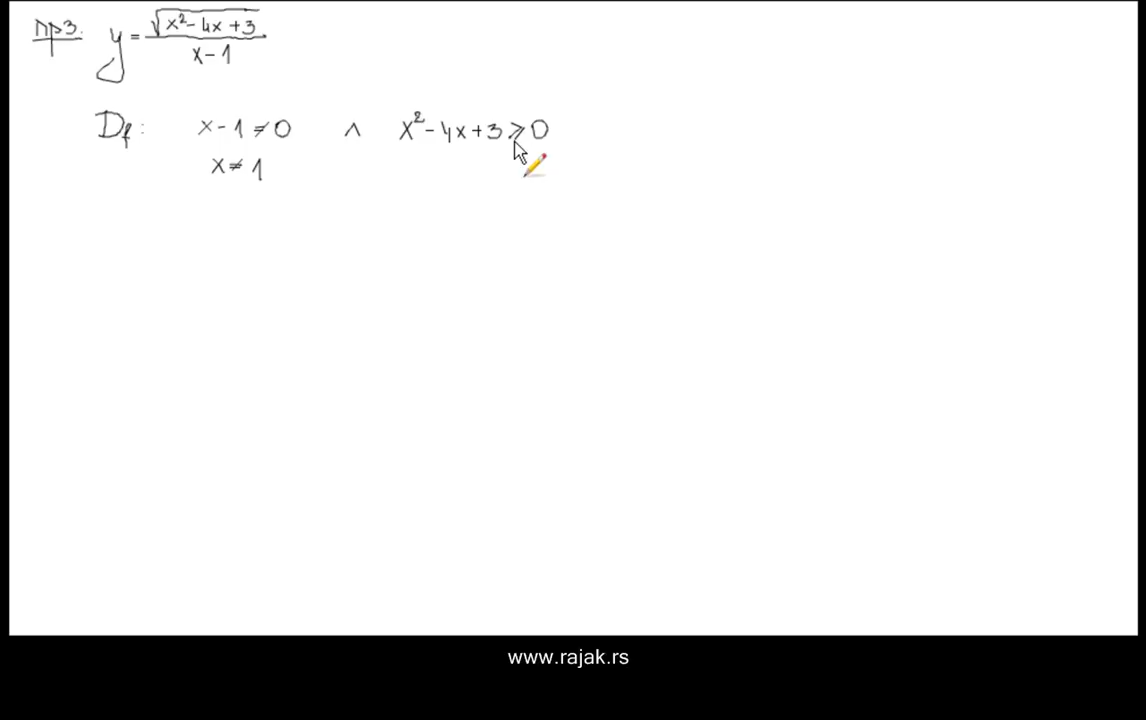 Пр3. y = √(x² - 4x + 3) / (x - 1)
Df: x - 1 ≠ 0 ∧ x² - 4x + 3 ≥ 0
x ≠ 1
www.rajak.rs